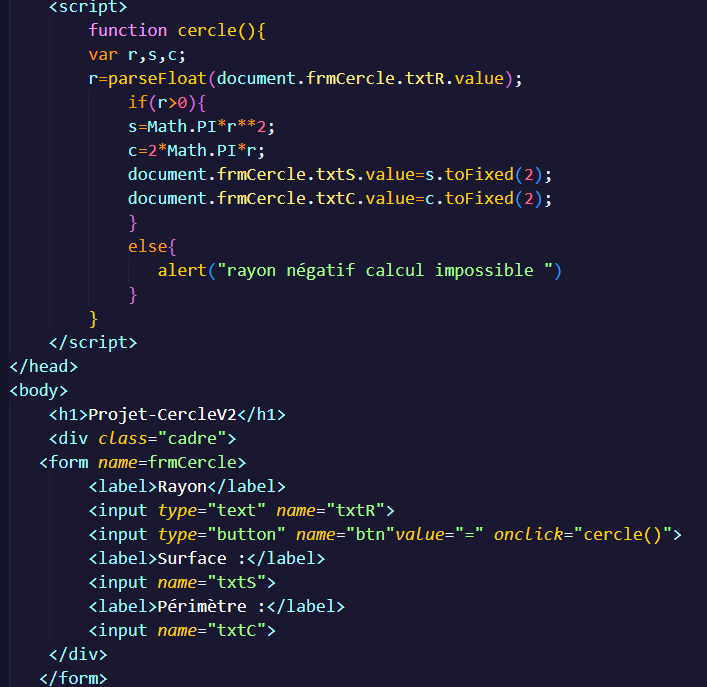 <script>
function cercle(){
var r,s,c;
r=parseFloat(document.frmCercle.txtR.value);
if(r>0){
s=Math.PI*r**2;
c=2*Math.PI*r;
document.frmCercle.txtS.value=s.toFixed(2);
document.frmCercle.txtC.value=c.toFixed(2);
}
else{
alert("rayon négatif calcul impossible ")
}
}
</script>
</head>
<body>
<h1>Projet-CercleV2</h1>
<div class="cadre">
<form name=frmCercle>
<label>Rayon</label>
<input type="text" name="txtR">
<input type="button" name="btn"value="=" onclick="cercle()">
<label>Surface :</label>
<input name="txtS">
<label>Périmètre :</label>
<input name="txtC">
</div>
</form>